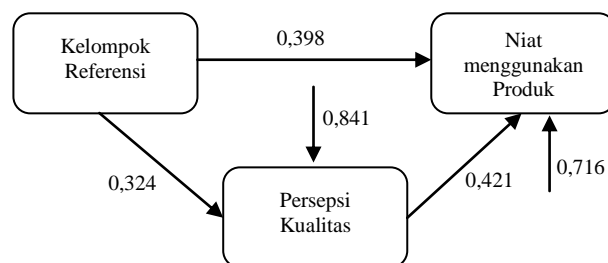 Kelompok
Referensi
0,398
Niat
menggunakan
Produk
0,841
0,324
0,421
0,716
Persepsi
Kualitas